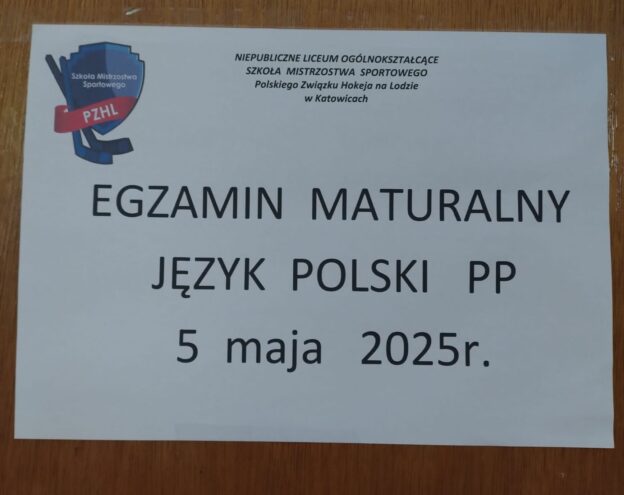 Szkoła Mistrzostwa
Sportowego
PZHL
NIEPUBLICZNE LICEUM OGÓLNOKSZTAŁCĄCE
SZKOŁA MISTRZOSTWA SPORTOWEGO
Polskiego Związku Hokeja na Lodzie
w Katowicach
EGZAMIN MATURALNY
JĘZYK POLSKI PP
5 maja 2025r.